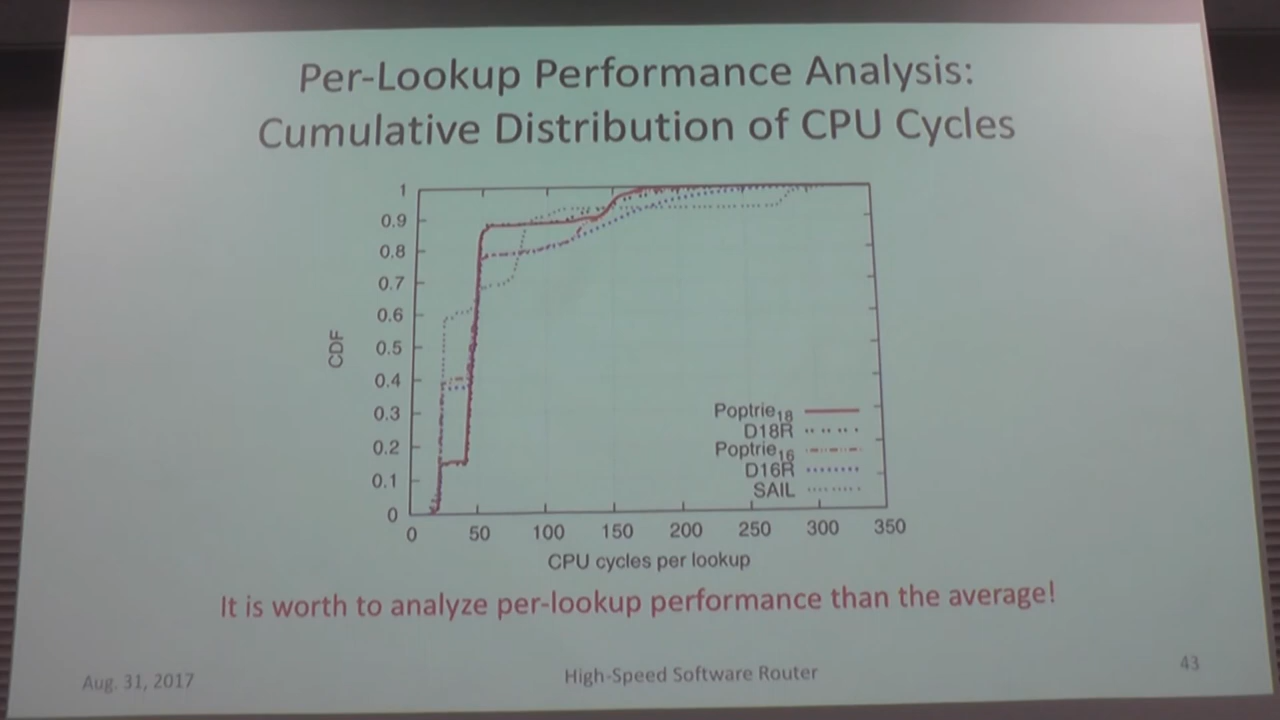 Per-Lookup Performance Analysis:
Cumulative Distribution of CPU Cycles
1
0.9
0.8
0.7
0.6
0.5
0.4
0.3
0.2
0.1
0
CDF
Poptrie18
D18R
Poptrie16
D16R
SAIL
0 50 100 150 200 250 300 350
CPU cycles per lookup
It is worth to analyze per-lookup performance than the average!
Aug. 31, 2017
High-Speed Software Router
43